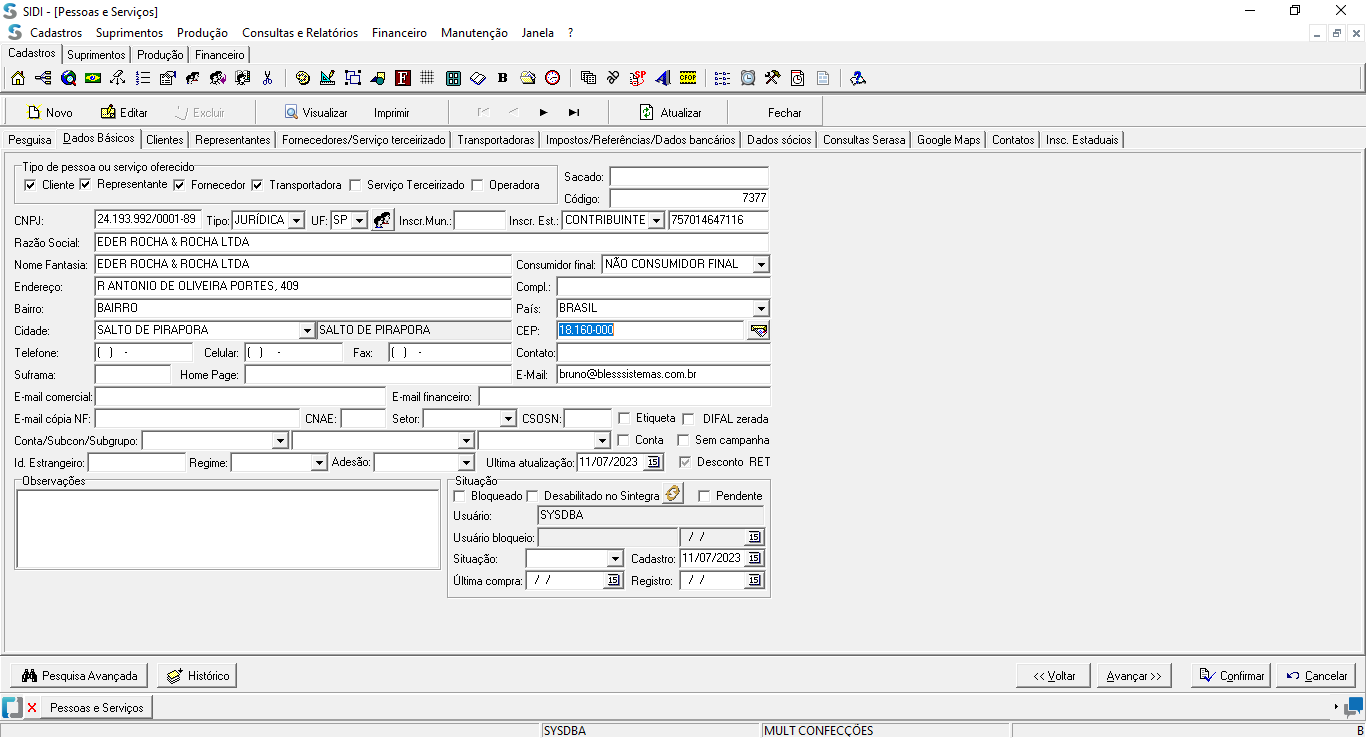 SIDI - [Pessoas e Serviços]
Cadastros Suprimentos Produção Consultas e Relatórios Financeiro Manutenção Janela ?
Cadastros Suprimentos Produção Financeiro
F B SP CFOP
Novo Editar Excluir Visualizar Imprimir Atualizar Fechar
Pesquisa Dados Básicos Clientes Representantes Fornecedores/Serviço terceirizado Transportadoras Impostos/Referências/Dados bancários Dados sócios Consultas Serasa Google Maps Contatos Insc. Estaduais
Tipo de pessoa ou serviço oferecido
Cliente Representante Fornecedor Transportadora Serviço Terceirizado Operadora
Sacado:
Código: 7377
CNPJ: 24.193.992/0001-89 Tipo: JURÍDICA UF: SP Inscr.Mun.: Inscr. Est.: CONTRIBUINTE 757014647116
Razão Social: EDER ROCHA & ROCHA LTDA
Nome Fantasia: EDER ROCHA & ROCHA LTDA Consumidor final: NÃO CONSUMIDOR FINAL
Endereço: R ANTONIO DE OLIVEIRA PORTES, 409 Compl.:
Bairro: BAIRRO País: BRASIL
Cidade: SALTO DE PIRAPORA SALTO DE PIRAPORA CEP: 18.160-000
Telefone: ( ) - Celular: ( ) - Fax: ( ) - Contato:
Suframa: Home Page: E-Mail: bruno@blesssistemas.com.br
E-mail comercial: E-mail financeiro:
E-mail cópia NF: CNAE: Setor: CSOSN: Etiqueta DIFAL zerada
Conta/Subcon/Subgrupo: Conta Sem campanha
Id. Estrangeiro: Regime: Adesão: Ultima atualização: 11/07/2023 15 Desconto RET
Observações
Situação
Bloqueado Desabilitado no Sintegra Pendente
Usuário: SYSDBA
Usuário bloqueio: / / 15
Situação: Cadastro: 11/07/2023 15
Última compra: / / 15 Registro: / / 15
Pesquisa Avançada Histórico << Voltar Avançar >> Confirmar Cancelar
Pessoas e Serviços
SYSDBA MULT CONFECÇÕES B